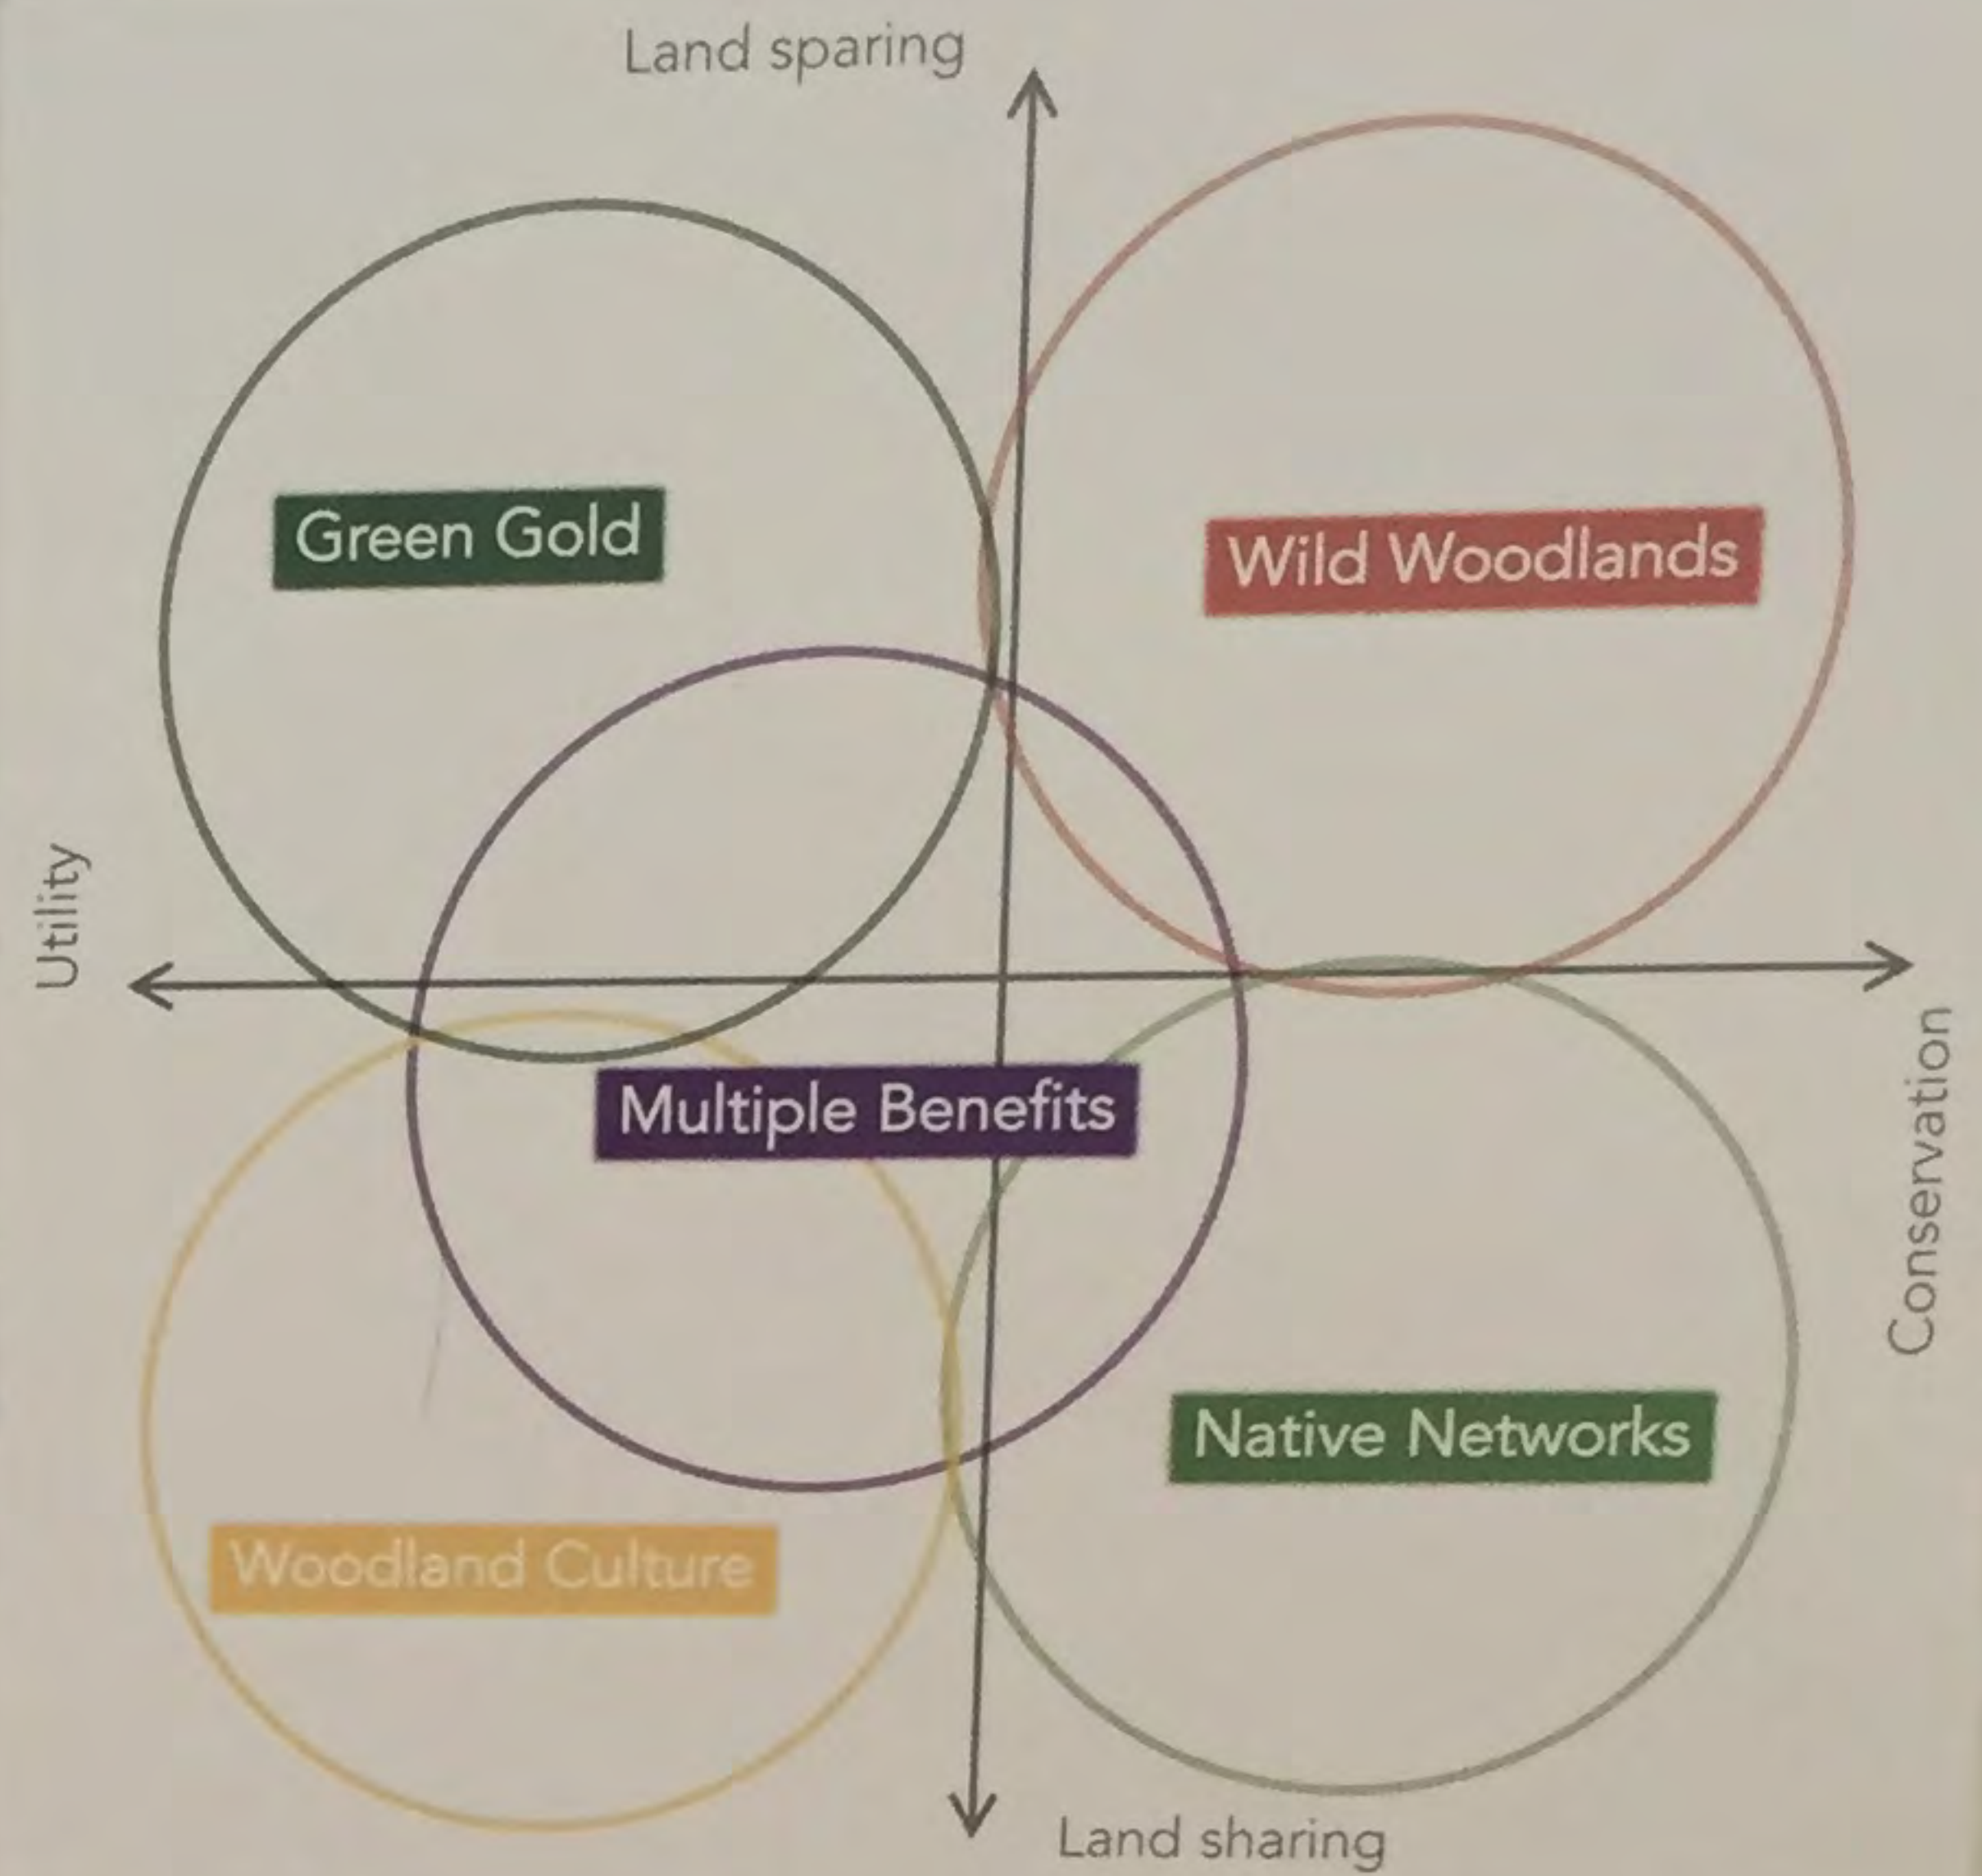 Land sparing
Green Gold
Wild Woodlands
Utility
Conservation
Multiple Benefits
Native Networks
Woodland Culture
Land sharing